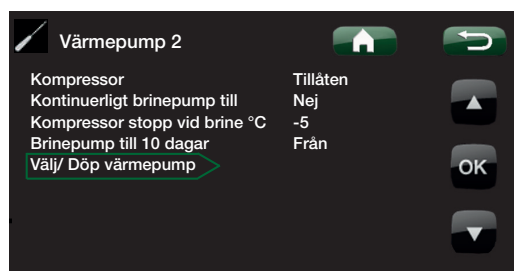 Värmepump 2
Kompressor Tillåten
Kontinuerligt brinepump till Nej
Kompressor stopp vid brine °C -5
Brinepump till 10 dagar Från
Välj/ Döp värmepump
OK